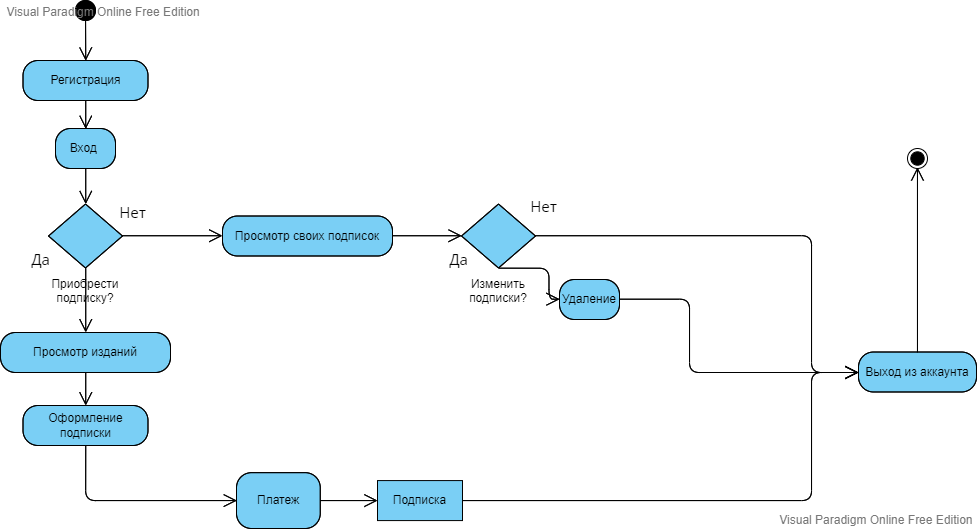 Visual Paradigm Online Free Edition
Регистрация
Вход
Нет
Да
Приобрести
подписку?
Просмотр своих подписок
Нет
Да
Изменить
подписки?
Удаление
Просмотр изданий
Выход из аккаунта
Оформление
подписки
Платеж
Подписка
Visual Paradigm Online Free Edition